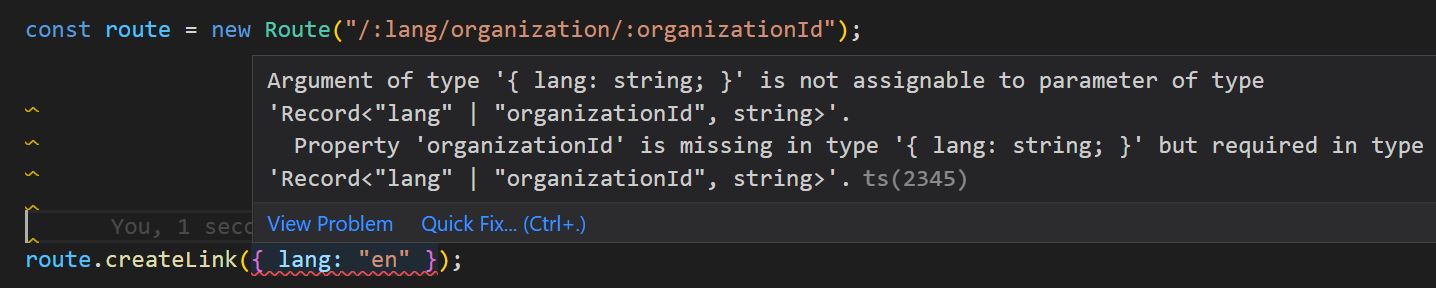 const route = new Route("/:lang/organization/:organizationId");
Argument of type '{ lang: string; }' is not assignable to parameter of type
'Record<"lang" | "organizationId", string>'.
Property 'organizationId' is missing in type '{ lang: string; }' but required in type
'Record<"lang" | "organizationId", string>'. ts(2345)
You, 1 seco
View Problem Quick Fix... (Ctrl+.)
route.createLink({ lang: "en" });